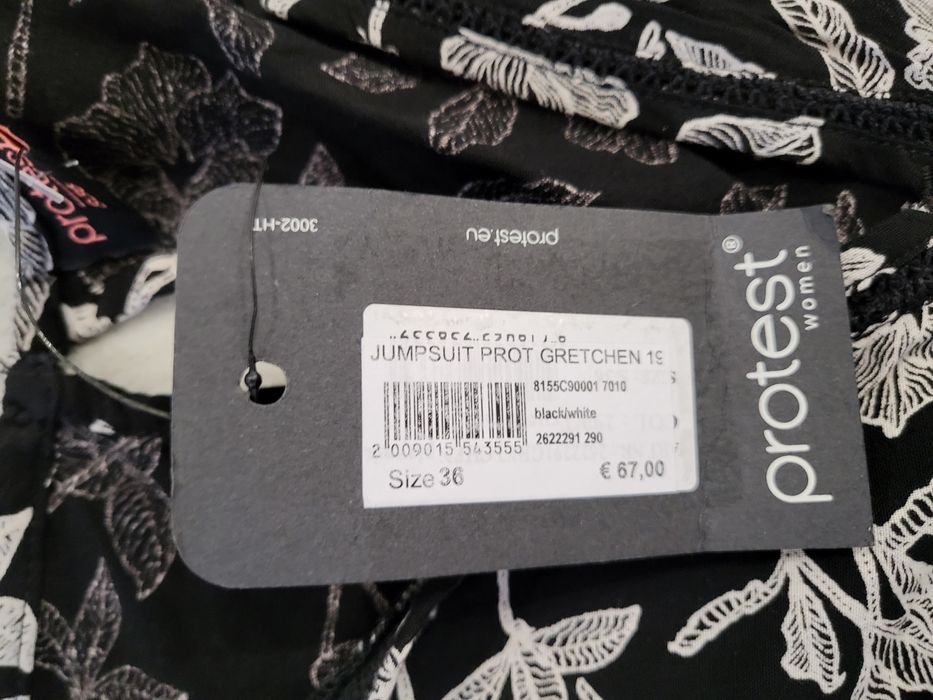 3002-HT
protest.eu
protest®
women
JUMPSUIT PROT GRETCHEN 19
8155C90001 7010
black/white
2622291 290
2 009015 543555
Size 36
€ 67,00